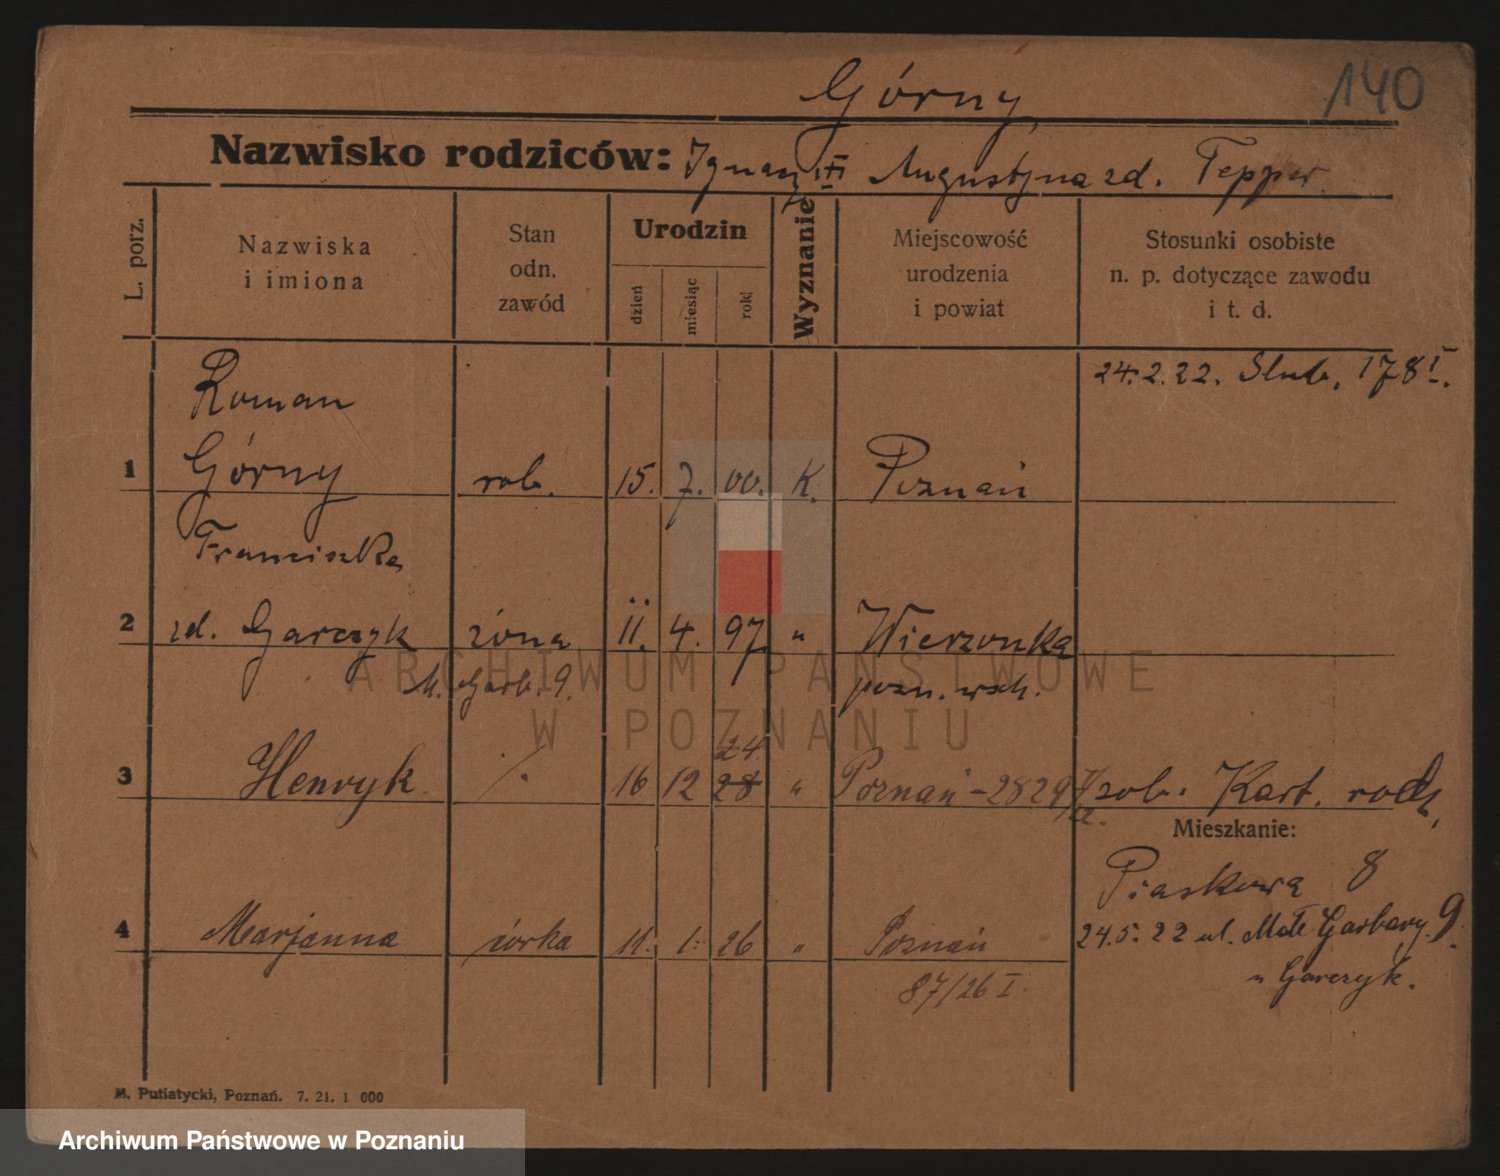 Górny
140
Nazwisko rodziców: Ignacy Augustyna zd. Tepper
L. porz.
Nazwiska i imiona
Stan odn. zawód
Urodzin
dzień
miesiąc
rok
Wyznanie
Miejscowość urodzenia i powiat
Stosunki osobiste n. p. dotyczące zawodu i t. d.
24.2.22. Slub. 178 I.
Roman
1 Górny rob. 15. 7. 00. K. Poznań
Franciszka
2 zd. Garczyk żona 11. 4. 97. " Wierzonka
M. Garb. 9. pozn. wsch.
24.
3 Henryk 16 12 28 " Poznań - 2829 zob. Kart. rodz.
Mieszkanie:
Piaskowa 8
4 Marjanna córka 11. 1. 26 " Poznań
24.5.22 ul. Małe Garbary 9.
87/26 I.
u Garczyk.
M. Putiatycki, Poznań. 7. 21. 1 000
ARCHIWUM PAŃSTWOWE
W POZNANIU
Archiwum Państwowe w Poznaniu